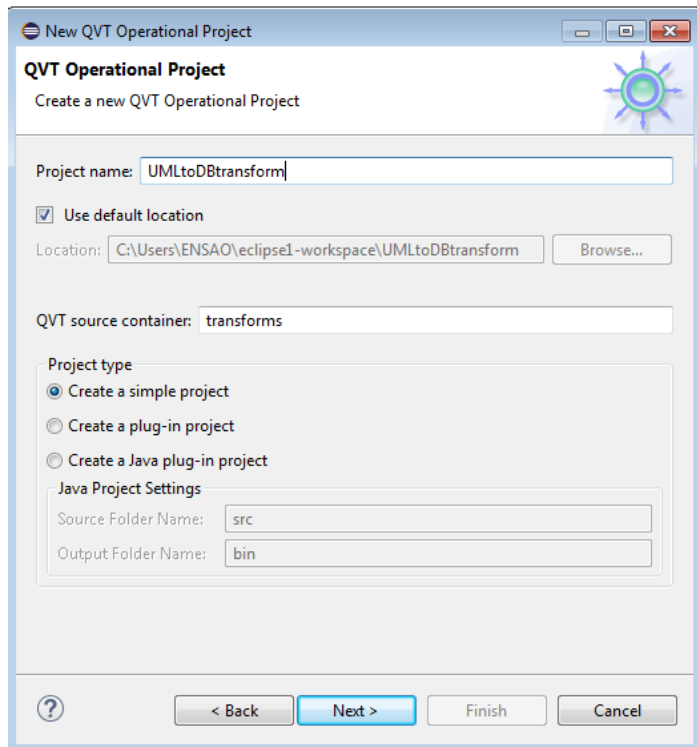 New QVT Operational Project
QVT Operational Project
Create a new QVT Operational Project
Project name: UMLtoDBtransform
Use default location
Location: C:\Users\ENSAO\eclipse1-workspace\UMLtoDBtransform Browse...
QVT source container: transforms
Project type
Create a simple project
Create a plug-in project
Create a Java plug-in project
Java Project Settings
Source Folder Name: src
Output Folder Name: bin
? < Back Next > Finish Cancel